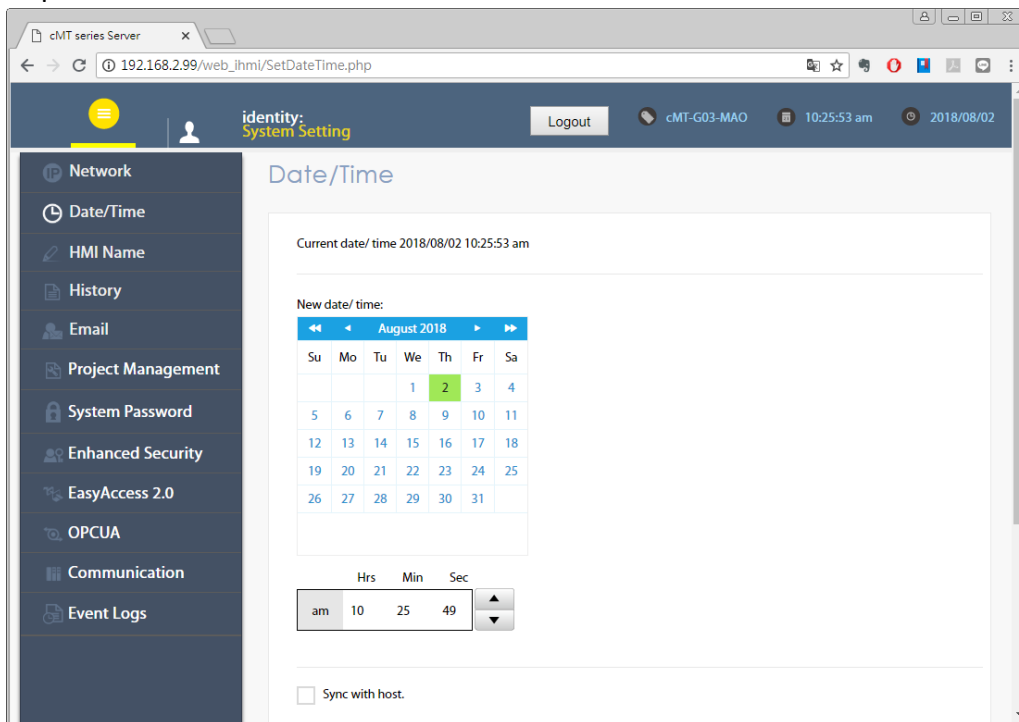 cMT series Server
192.168.2.99/web_ihmi/SetDateTime.php
identity:
System Setting
Logout
cMT-G03-MAO
10:25:53 am
2018/08/02
Network
Date/Time
HMI Name
History
Email
Project Management
System Password
Enhanced Security
EasyAccess 2.0
OPCUA
Communication
Event Logs
Date/Time
Current date/ time 2018/08/02 10:25:53 am
New date/ time:
August 2018
Su Mo Tu We Th Fr Sa
1 2 3 4
5 6 7 8 9 10 11
12 13 14 15 16 17 18
19 20 21 22 23 24 25
26 27 28 29 30 31
Hrs Min Sec
am 10 25 49
Sync with host.